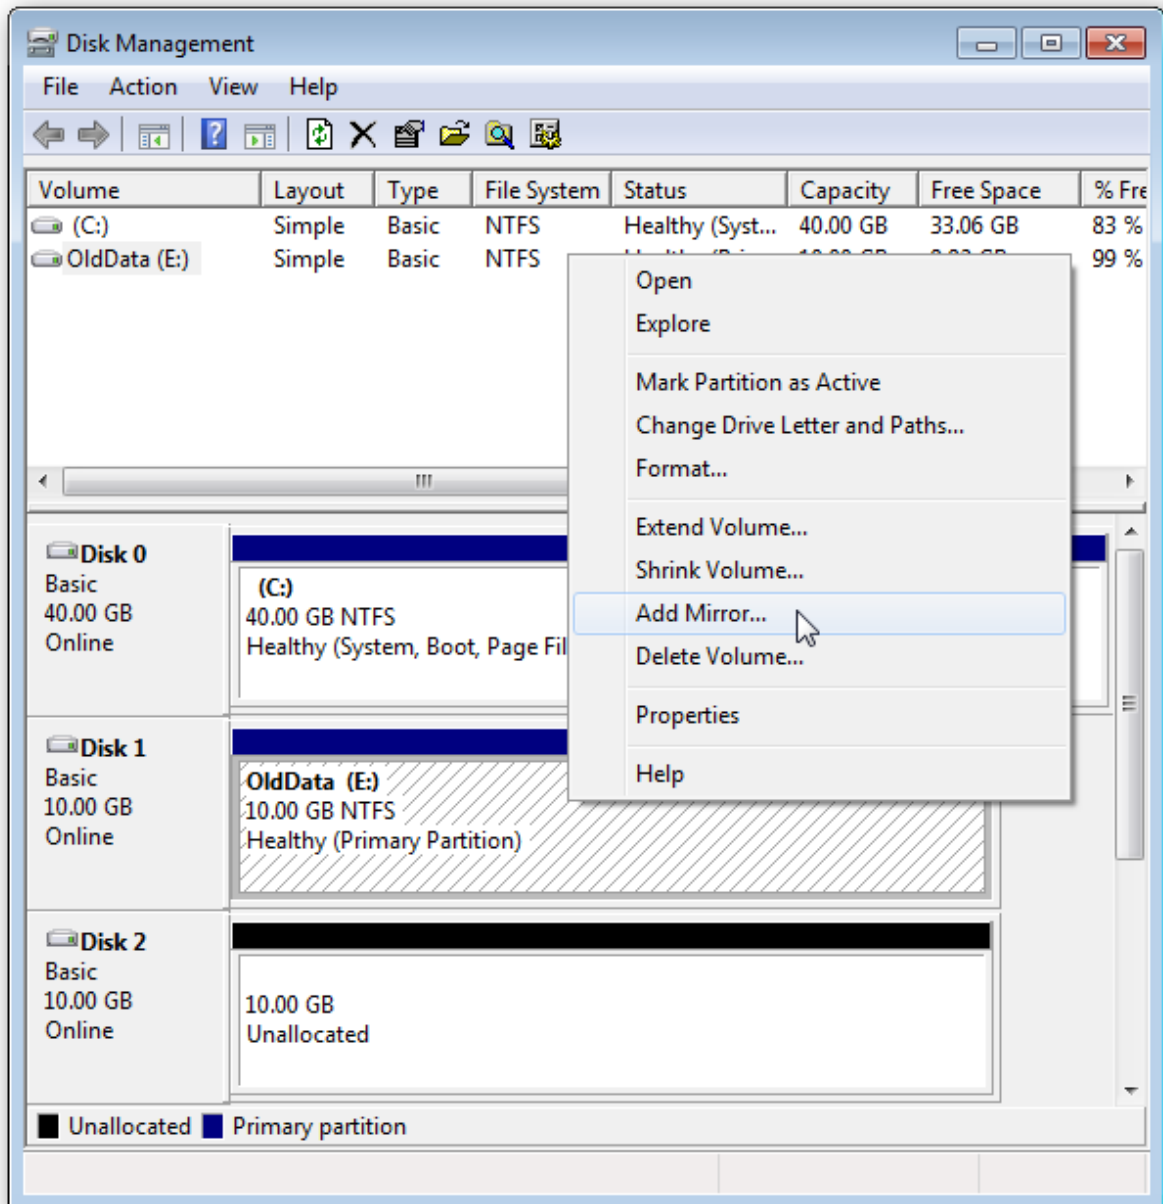 Disk Management
File Action View Help
Volume Layout Type File System Status Capacity Free Space % Fre
(C:) Simple Basic NTFS Healthy (Syst... 40.00 GB 33.06 GB 83 %
OldData (E:) Simple Basic NTFS 99 %
Open
Explore
Mark Partition as Active
Change Drive Letter and Paths...
Format...
Extend Volume...
Shrink Volume...
Add Mirror...
Delete Volume...
Properties
Help
Disk 0
Basic
40.00 GB
Online
(C:)
40.00 GB NTFS
Healthy (System, Boot, Page Fil
Disk 1
Basic
10.00 GB
Online
OldData (E:)
10.00 GB NTFS
Healthy (Primary Partition)
Disk 2
Basic
10.00 GB
Online
10.00 GB
Unallocated
Unallocated Primary partition